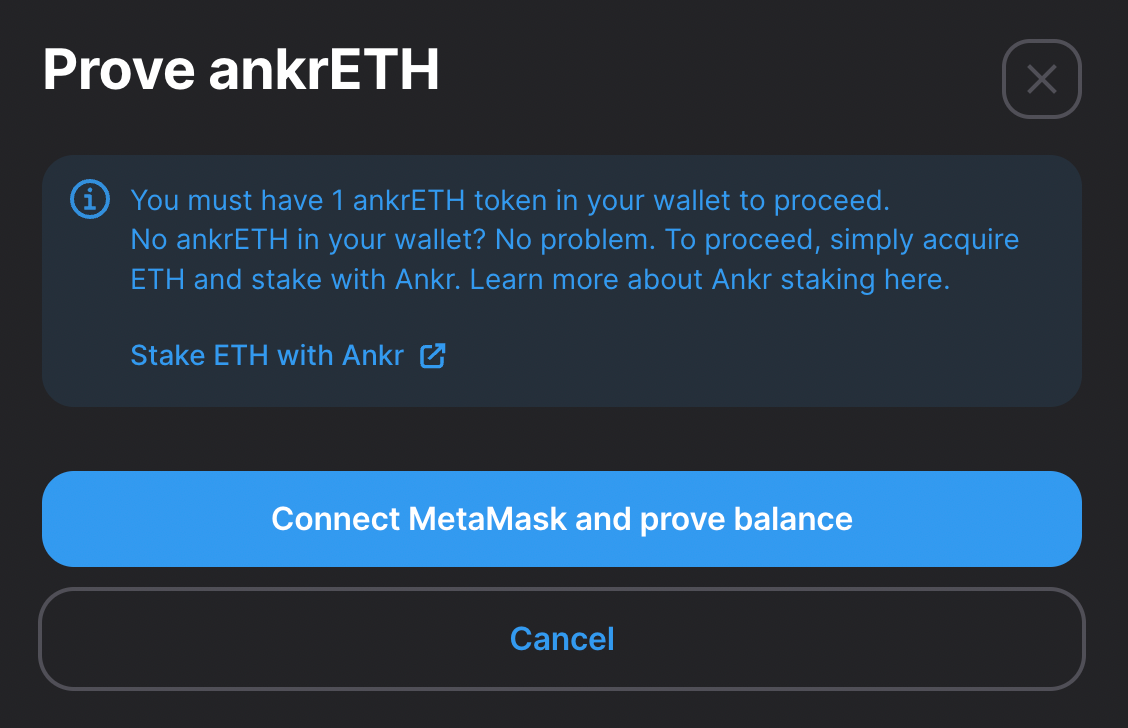 Prove ankrETH
You must have 1 ankrETH token in your wallet to proceed.
No ankrETH in your wallet? No problem. To proceed, simply acquire
ETH and stake with Ankr. Learn more about Ankr staking here.
Stake ETH with Ankr
Connect MetaMask and prove balance
Cancel